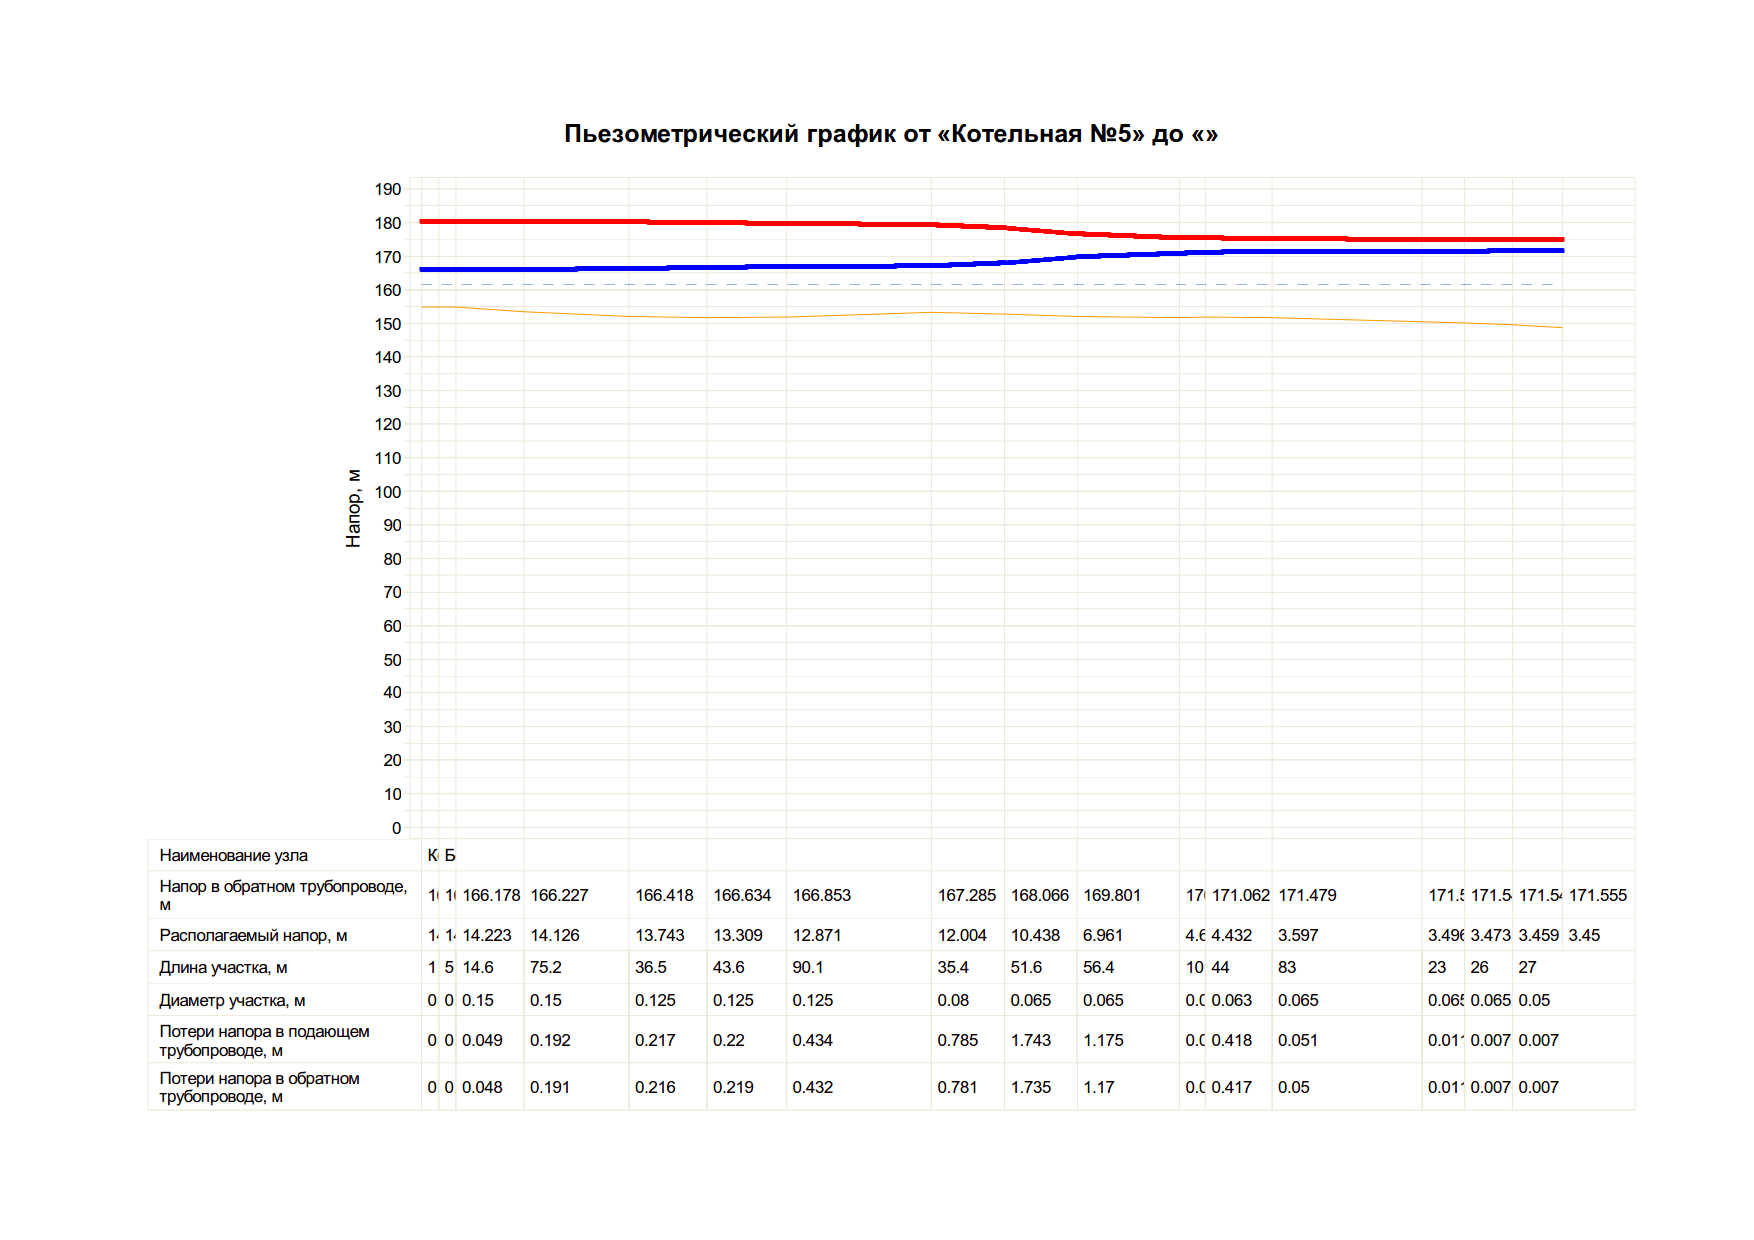 Пьезометрический график от «Котельная №5» до «»
190
180
170
160
150
140
130
120
110
100
90
80
70
60
50
40
30
20
10
0
Напор, м
Наименование узла Б
Напор в обратном трубопроводе, м 166.178 166.227 166.418 166.634 166.853 167.285 168.066 169.801 171.062 171.479 171.555
Располагаемый напор, м 14.223 14.126 13.743 13.309 12.871 12.004 10.438 6.961 4.432 3.597 3.496 3.473 3.459 3.45
Длина участка, м 1 5 14.6 75.2 36.5 43.6 90.1 35.4 51.6 56.4 10 44 83 23 26 27
Диаметр участка, м 0 0 0.15 0.15 0.125 0.125 0.125 0.08 0.065 0.065 0.063 0.065 0.065 0.065 0.05
Потери напора в подающем
трубопроводе, м 0 0 0.049 0.192 0.217 0.22 0.434 0.785 1.743 1.175 0.418 0.051 0.011 0.007 0.007
Потери напора в обратном
трубопроводе, м 0 0 0.048 0.191 0.216 0.219 0.432 0.781 1.735 1.17 0.417 0.05 0.011 0.007 0.007